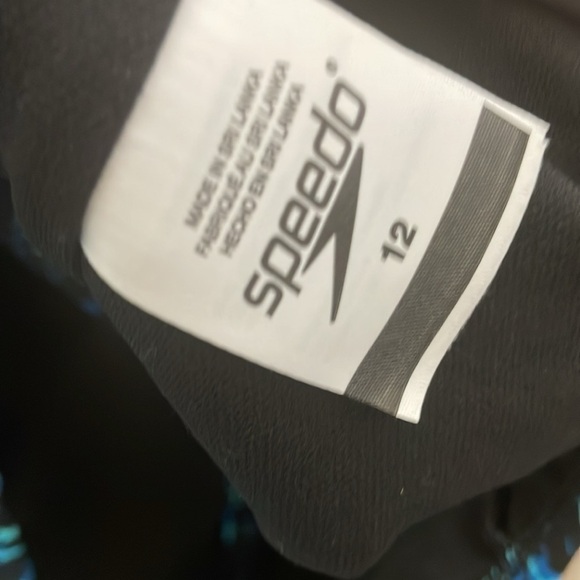 MADE IN SRI LANKA
FABRIQUE AU SRI LANKA
HECHO EN SRI LANKA
speedo®
12